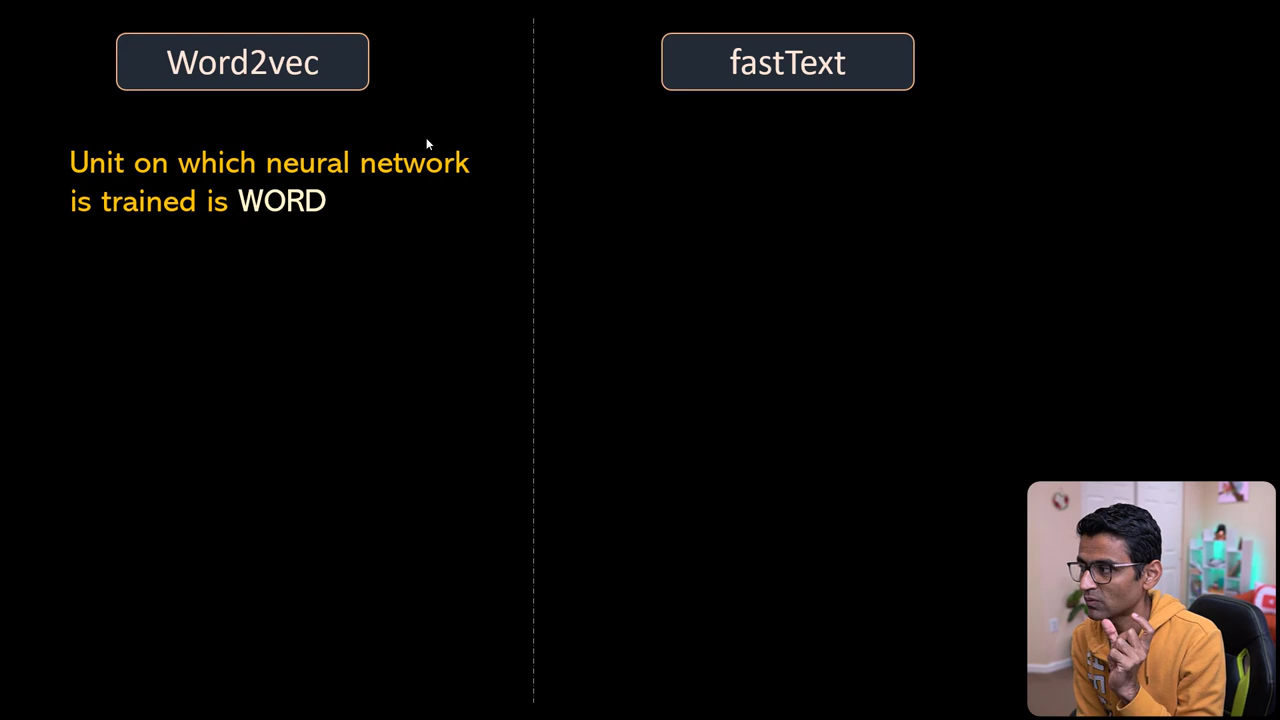 Word2vec
fastText
Unit on which neural network
is trained is WORD